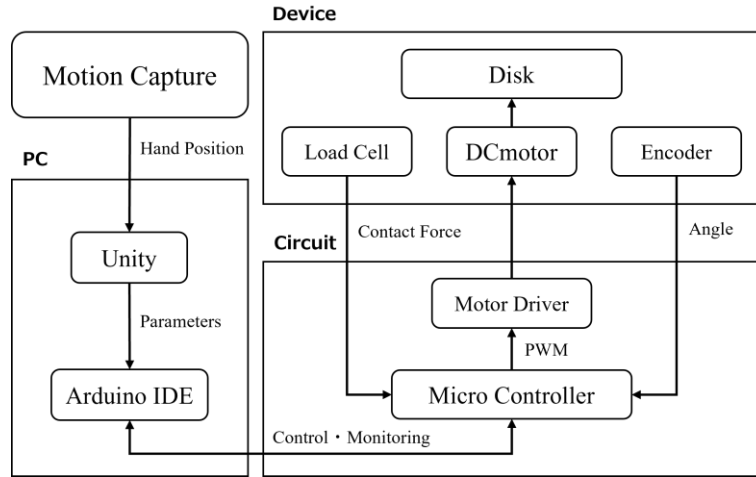 Device
Motion Capture
Disk
Hand Position
Load Cell
DCmotor
Encoder
PC
Contact Force
Angle
Circuit
Unity
Motor Driver
Parameters
PWM
Arduino IDE
Micro Controller
Control・Monitoring